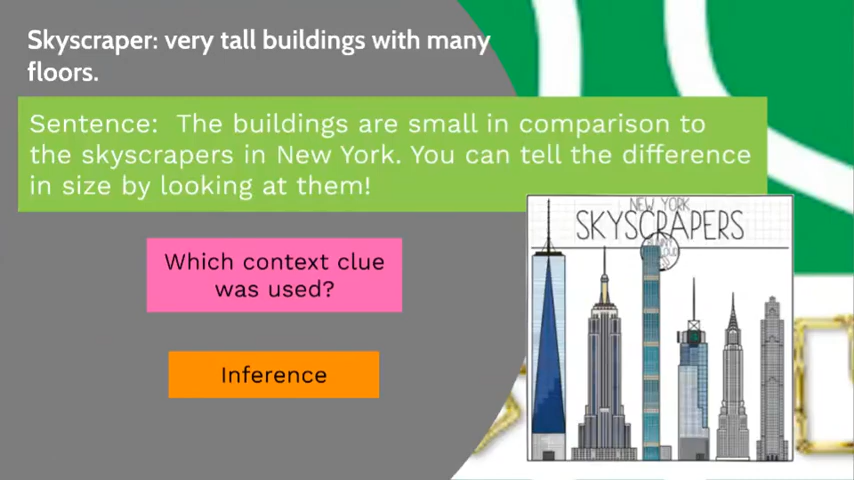 Skyscraper: very tall buildings with many
floors.
Sentence: The buildings are small in comparison to
the skyscrapers in New York. You can tell the difference
in size by looking at them!
NEW YORK
SKYSCRAPERS
Which context clue
was used?
Inference